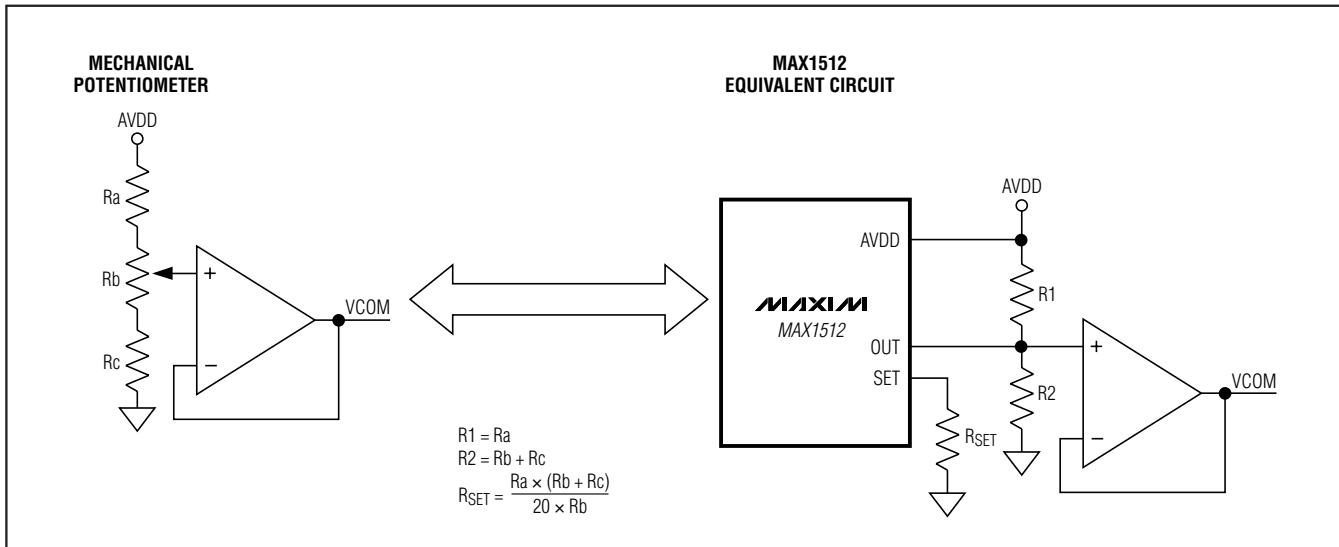 MECHANICAL
POTENTIOMETER
AVDD
Ra
Rb
Rc
+
−
VCOM
R1 = Ra
R2 = Rb + Rc
RSET = Ra × (Rb + Rc) / 20 × Rb
MAX1512
EQUIVALENT CIRCUIT
AVDD
AVDD
MAXIM
MAX1512
OUT
SET
R1
R2
RSET
+
−
VCOM